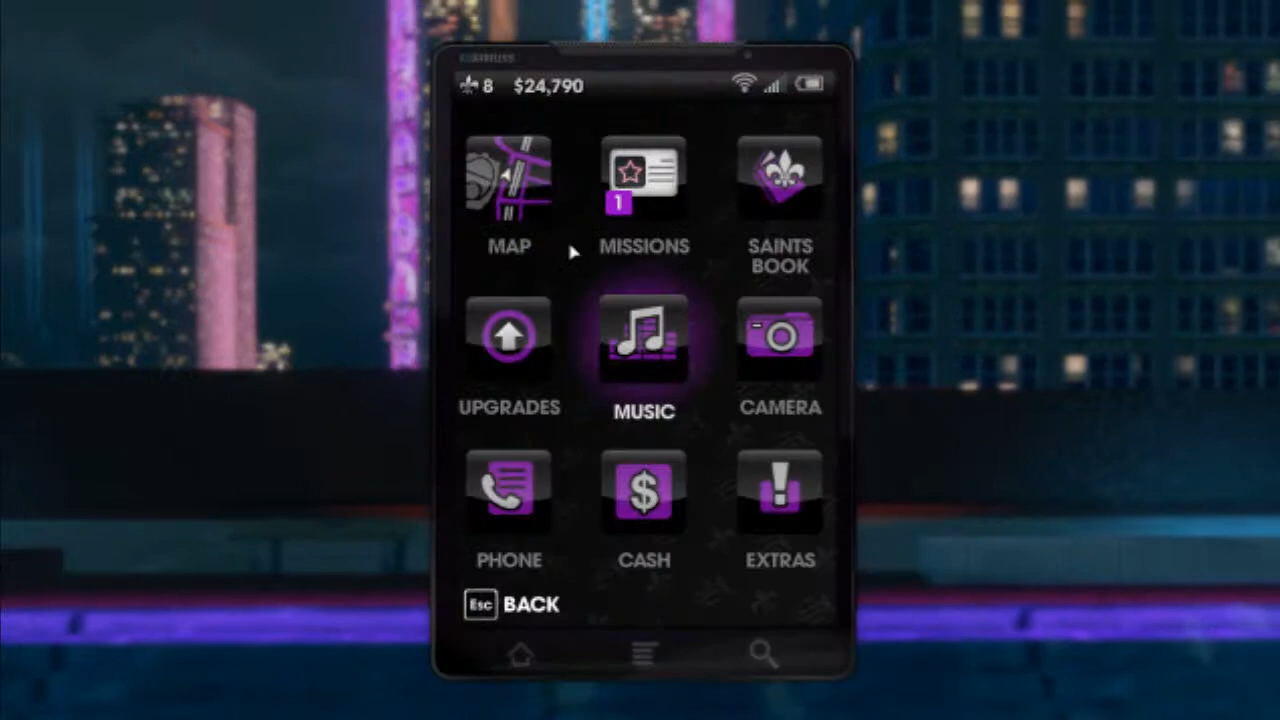 8 $24,790
MAP
1
MISSIONS
SAINTS
BOOK
UPGRADES
MUSIC
CAMERA
PHONE
$
CASH
!
EXTRAS
Esc BACK